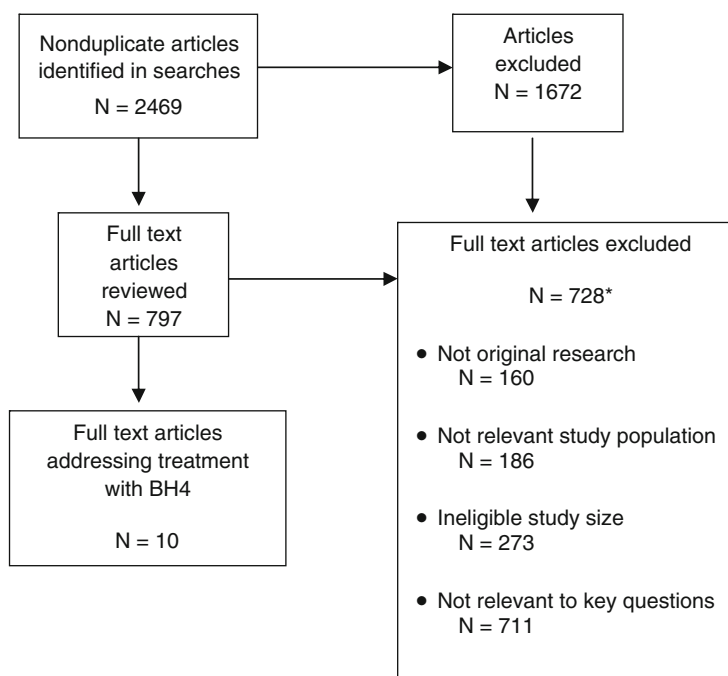 Nonduplicate articles
identified in searches
N = 2469
Articles
excluded
N = 1672
Full text
articles
reviewed
N = 797
Full text articles excluded
N = 728*
• Not original research
N = 160
• Not relevant study population
N = 186
• Ineligible study size
N = 273
• Not relevant to key questions
N = 711
Full text articles
addressing treatment
with BH4
N = 10